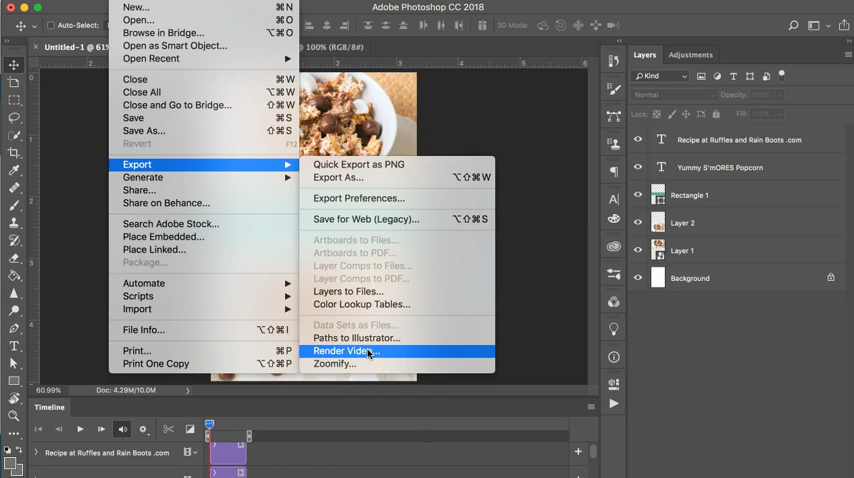 Adobe Photoshop CC 2018
Auto-Select:
3D Mode:
Untitled-1 @ 61
@ 100% (RGB/8#)
New... ⌘N
Open... ⌘O
Browse in Bridge... ⌥⌘O
Open as Smart Object...
Open Recent
Close ⌘W
Close All ⌥⌘W
Close and Go to Bridge... ⇧⌘W
Save ⌘S
Save As... ⇧⌘S
Revert F12
Export
Generate
Share...
Share on Behance...
Search Adobe Stock...
Place Embedded...
Place Linked...
Package...
Automate
Scripts
Import
File Info... ⌥⇧⌘I
Print... ⌘P
Print One Copy ⌥⇧⌘P
Quick Export as PNG
Export As... ⌥⇧⌘W
Export Preferences...
Save for Web (Legacy)... ⌥⇧⌘S
Artboards to Files...
Artboards to PDF...
Layer Comps to Files...
Layer Comps to PDF...
Layers to Files...
Color Lookup Tables...
Data Sets as Files...
Paths to Illustrator...
Render Video...
Zoomify...
Layers
Adjustments
Kind
Normal
Opacity: 100%
Lock:
Fill: 100%
Recipe at Ruffles and Rain Boots .com
Yummy S'mORES Popcorn
Rectangle 1
Layer 2
Layer 1
Background
60.99%
Doc: 4.29M/10.0M
Timeline
Recipe at Ruffles and Rain Boots .com